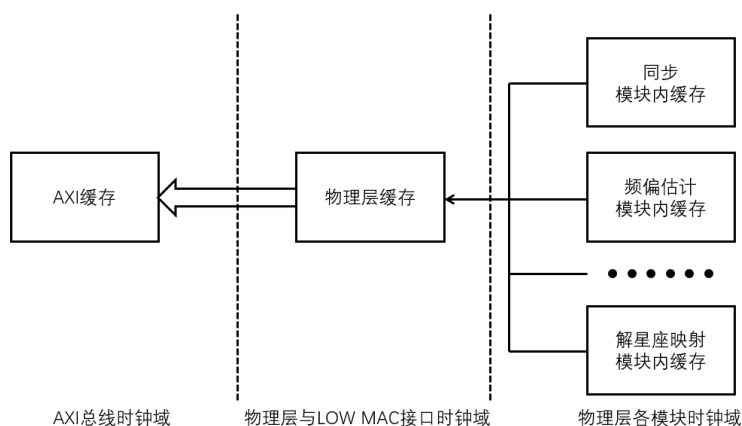 同步
模块内缓存
AXI缓存
物理层缓存
频偏估计
模块内缓存
解星座映射
模块内缓存
AXI总线时钟域
物理层与LOW MAC接口时钟域
物理层各模块时钟域